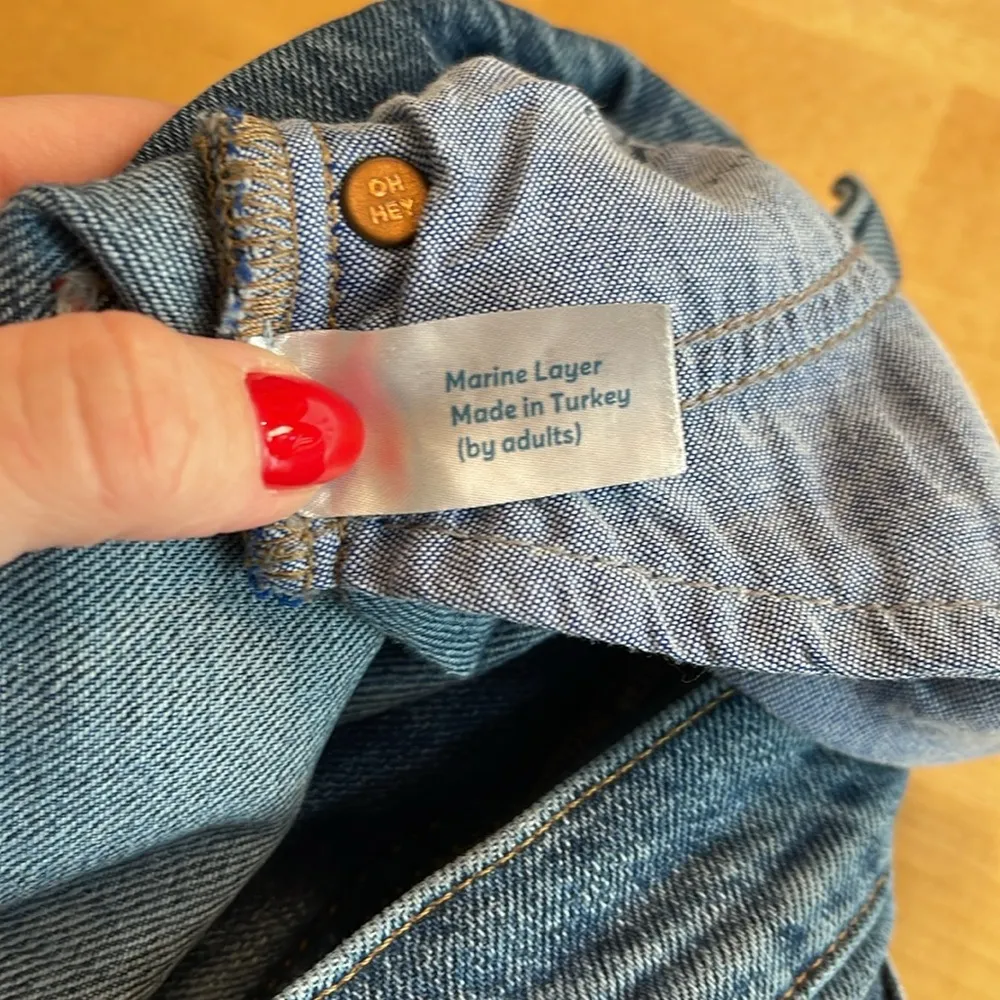 OH
HEY
Marine Layer
Made in Turkey
(by adults)